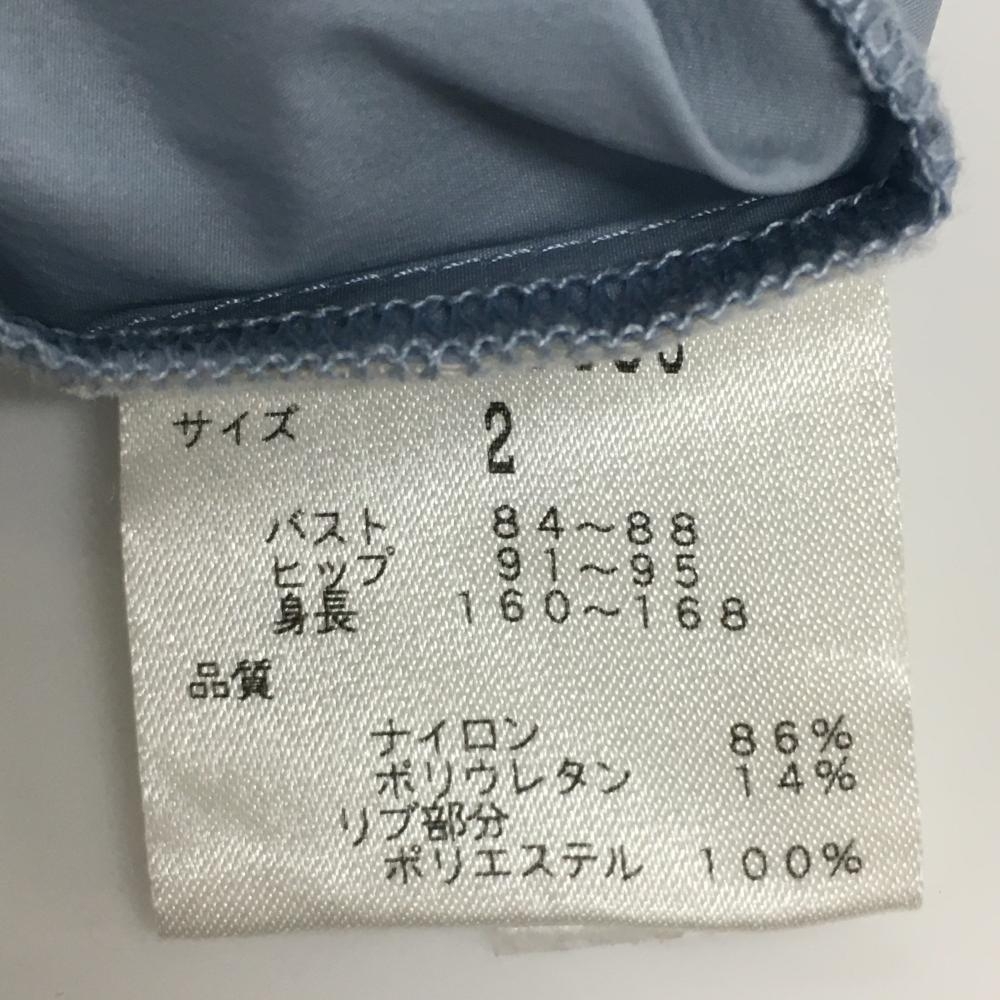 サイズ 2
バスト 84～88
ヒップ 91～95
身長 160～168
品質
ナイロン 86%
ポリウレタン 14%
リブ部分
ポリエステル 100%